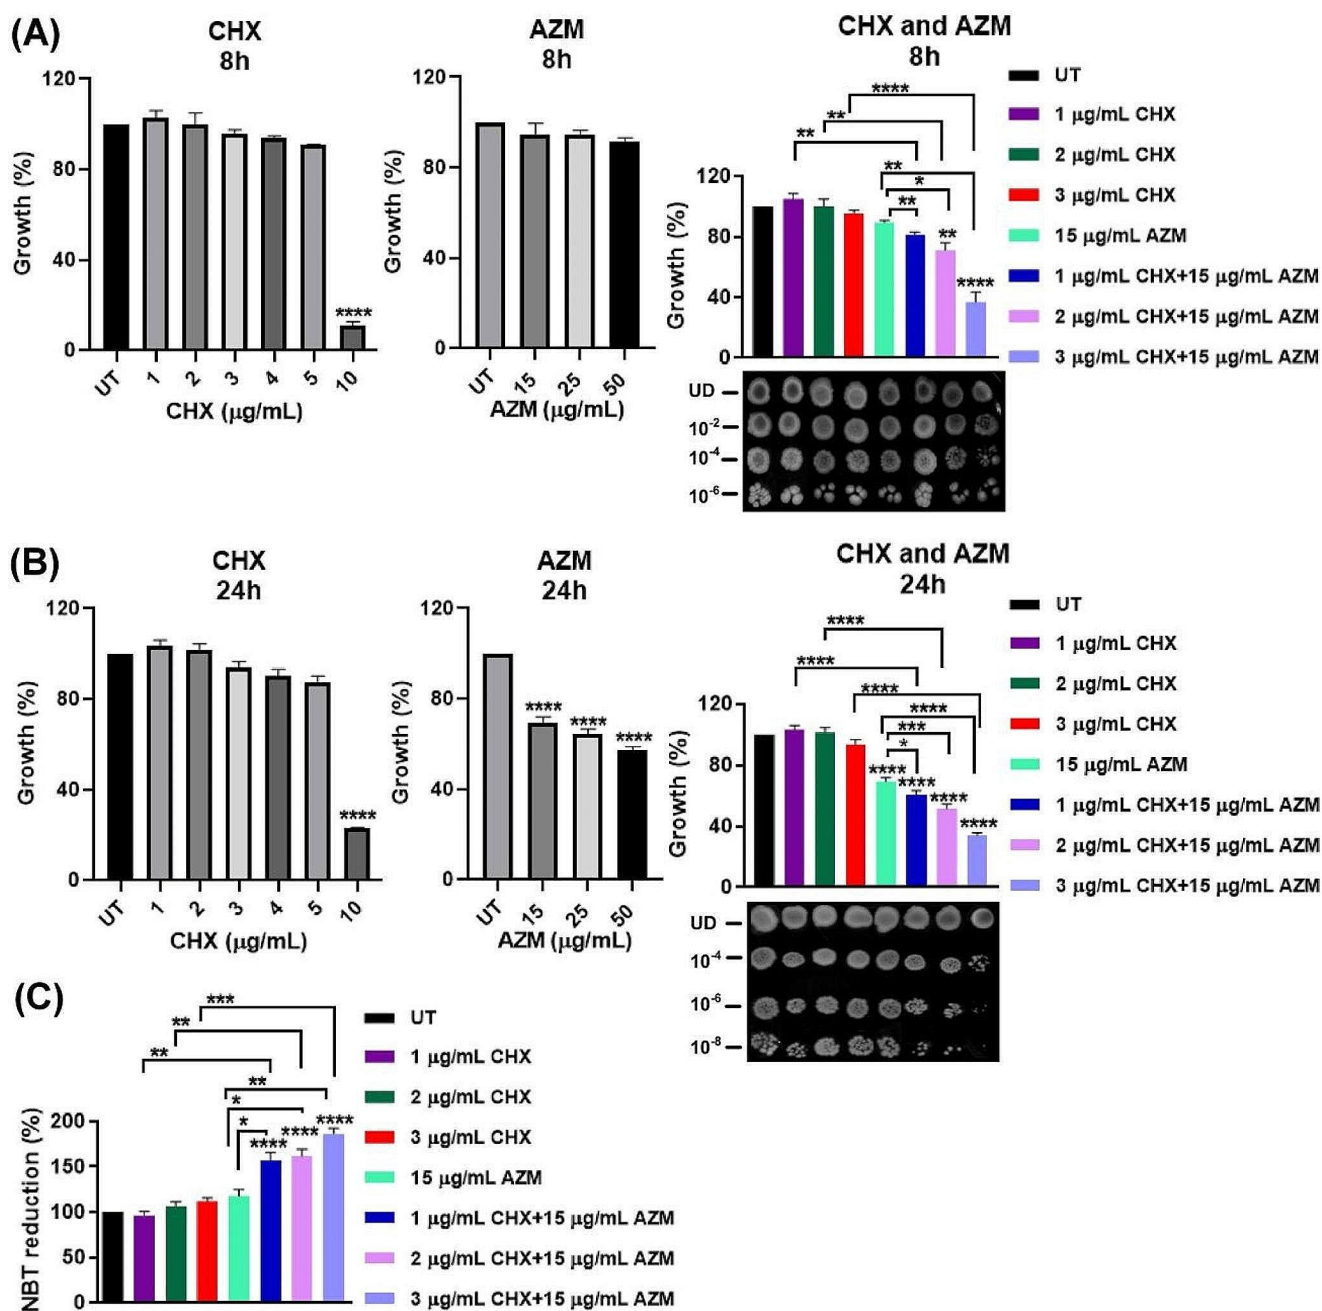 (A)
CHX
8h
Growth (%)
120
80
40
0
****
UT 1 2 3 4 5 10
CHX (μg/mL)
AZM
8h
Growth (%)
120
80
40
0
UT 15 25 50
AZM (μg/mL)
CHX and AZM
8h
****
**
**
**
*
**
**
****
Growth (%)
120
80
40
0
UT
1 μg/mL CHX
2 μg/mL CHX
3 μg/mL CHX
15 μg/mL AZM
1 μg/mL CHX+15 μg/mL AZM
2 μg/mL CHX+15 μg/mL AZM
3 μg/mL CHX+15 μg/mL AZM
UD
10-2
10-4
10-6
(B)
CHX
24h
Growth (%)
120
80
40
0
****
UT 1 2 3 4 5 10
CHX (μg/mL)
AZM
24h
Growth (%)
120
80
40
0
**** **** ****
UT 15 25 50
AZM (μg/mL)
CHX and AZM
24h
****
****
****
****
***
*
**** **** **** ****
Growth (%)
120
80
40
0
UT
1 μg/mL CHX
2 μg/mL CHX
3 μg/mL CHX
15 μg/mL AZM
1 μg/mL CHX+15 μg/mL AZM
2 μg/mL CHX+15 μg/mL AZM
3 μg/mL CHX+15 μg/mL AZM
UD
10-4
10-6
10-8
(C)
***
**
**
**
*
*
**** **** ****
NBT reduction (%)
200
150
100
50
0
UT
1 μg/mL CHX
2 μg/mL CHX
3 μg/mL CHX
15 μg/mL AZM
1 μg/mL CHX+15 μg/mL AZM
2 μg/mL CHX+15 μg/mL AZM
3 μg/mL CHX+15 μg/mL AZM